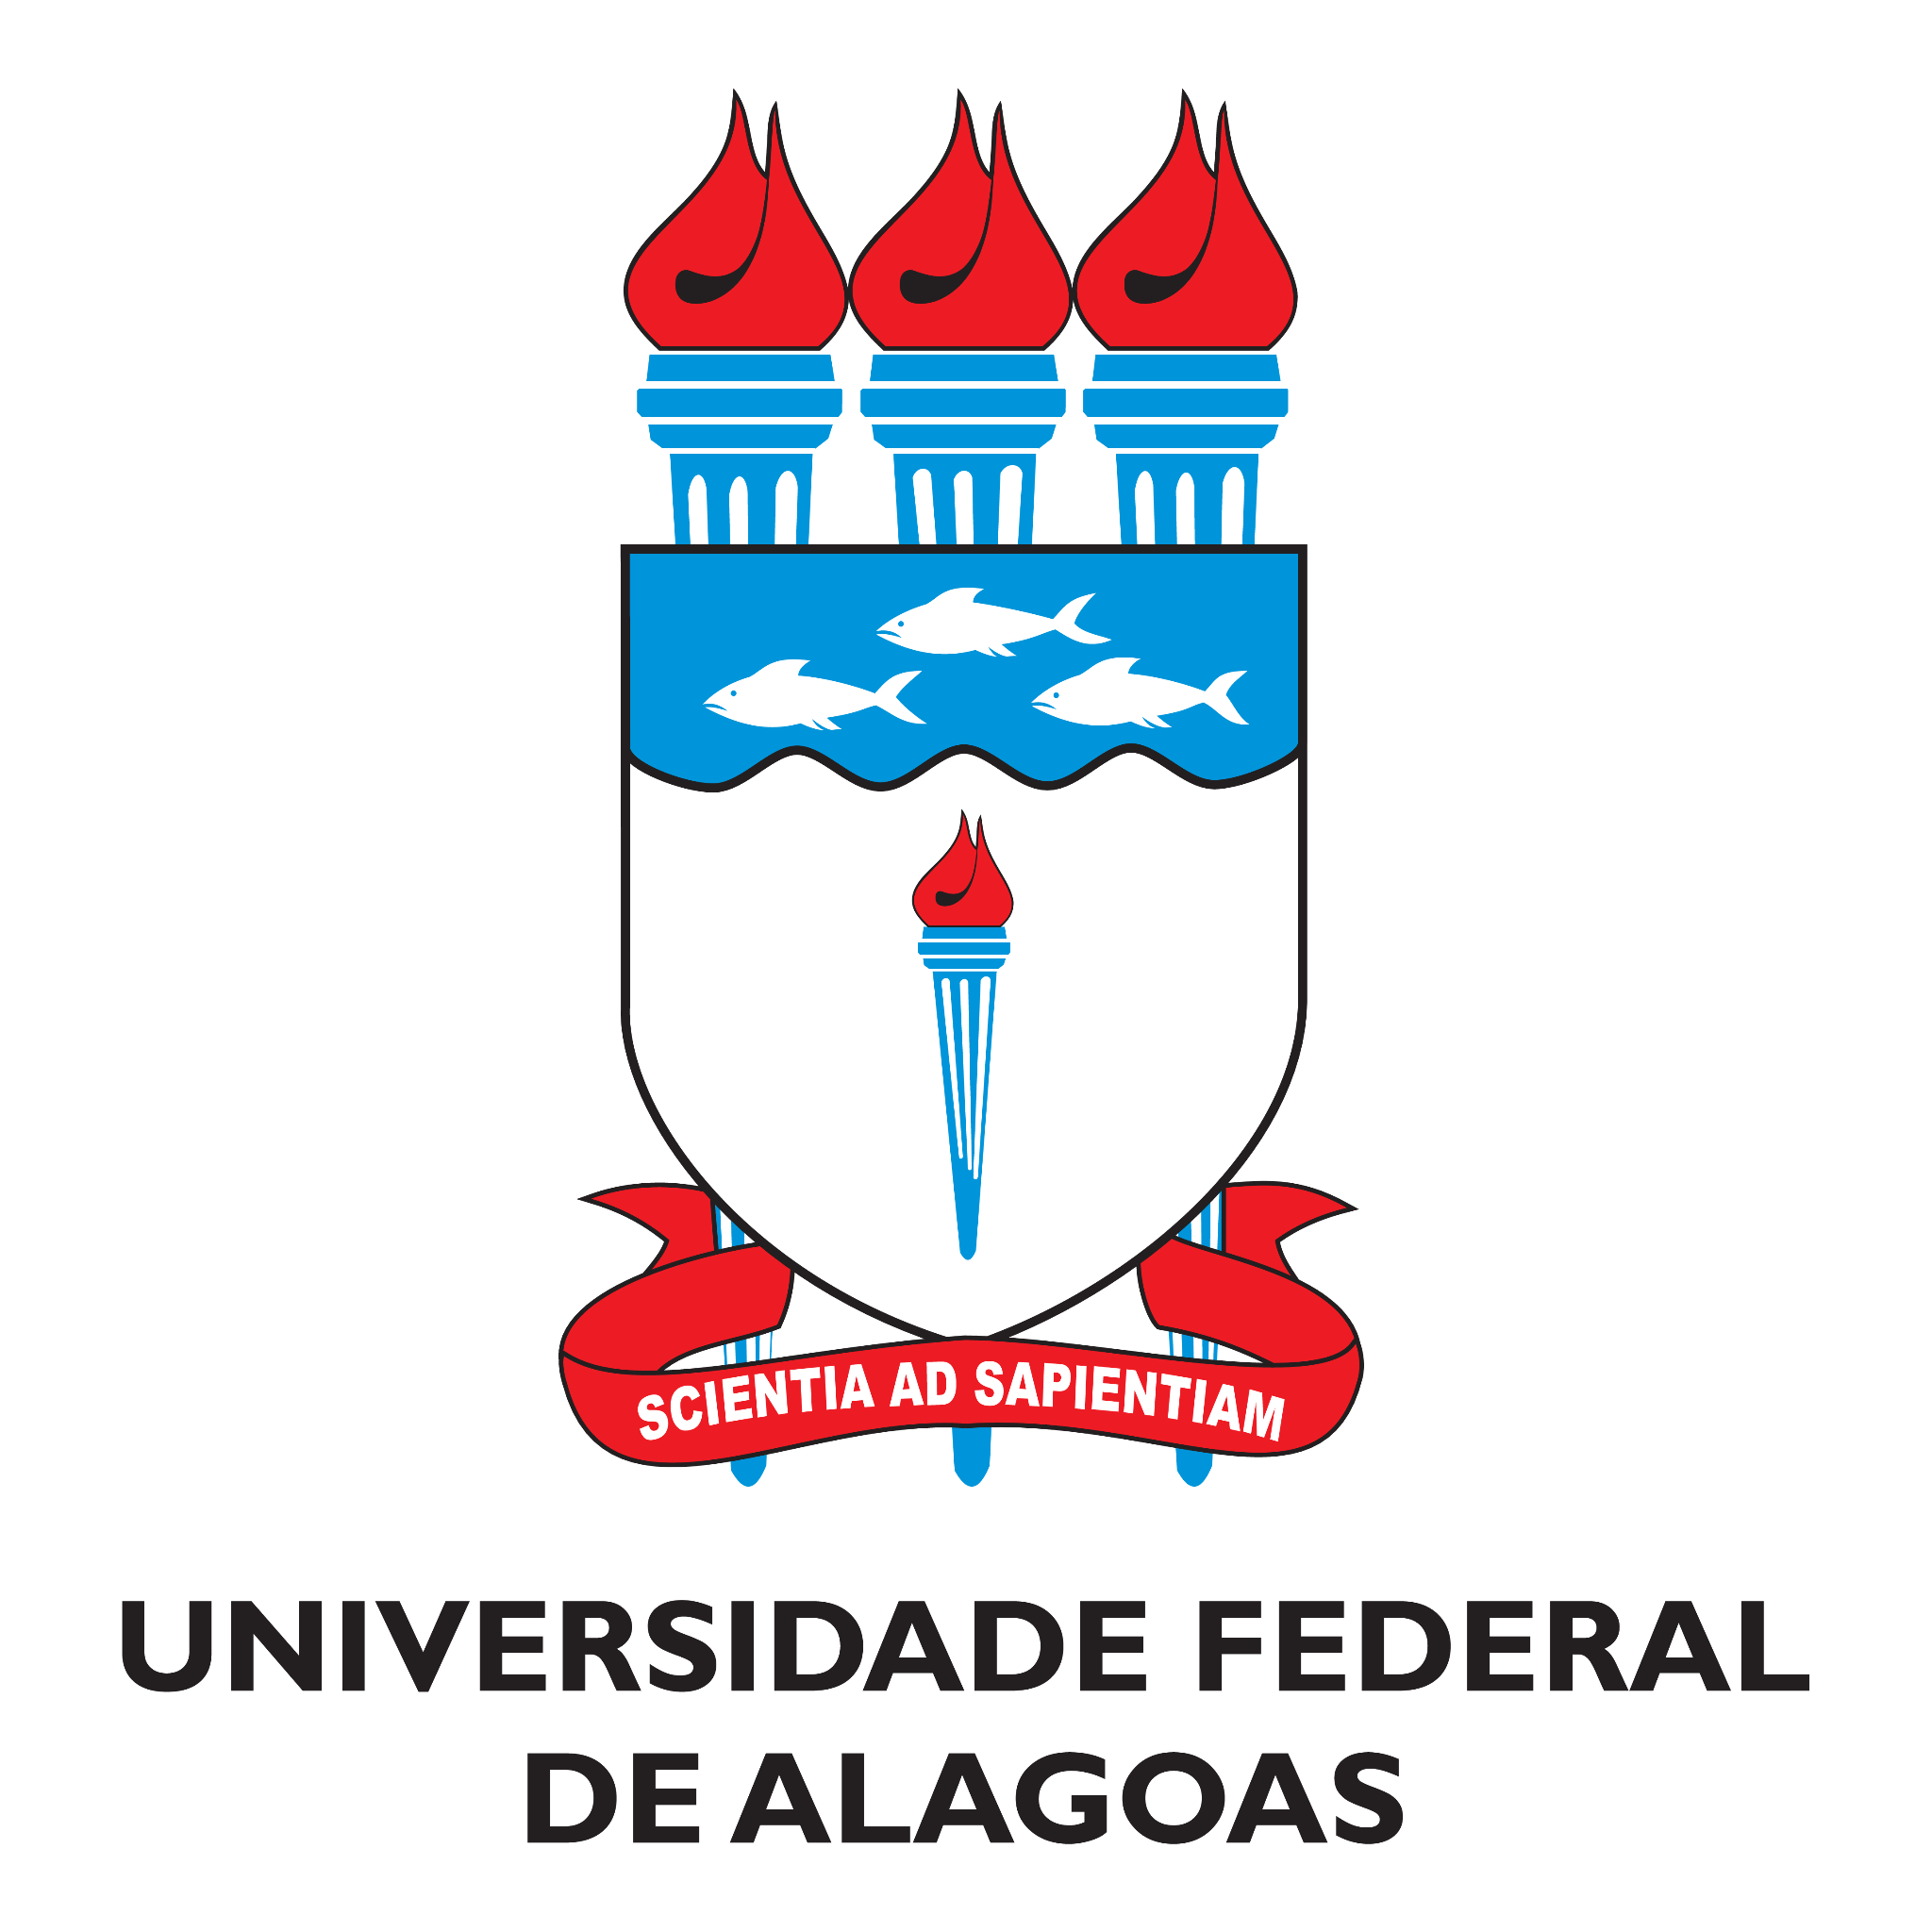 SCIENTIA AD SAPIENTIAM
UNIVERSIDADE FEDERAL
DE ALAGOAS